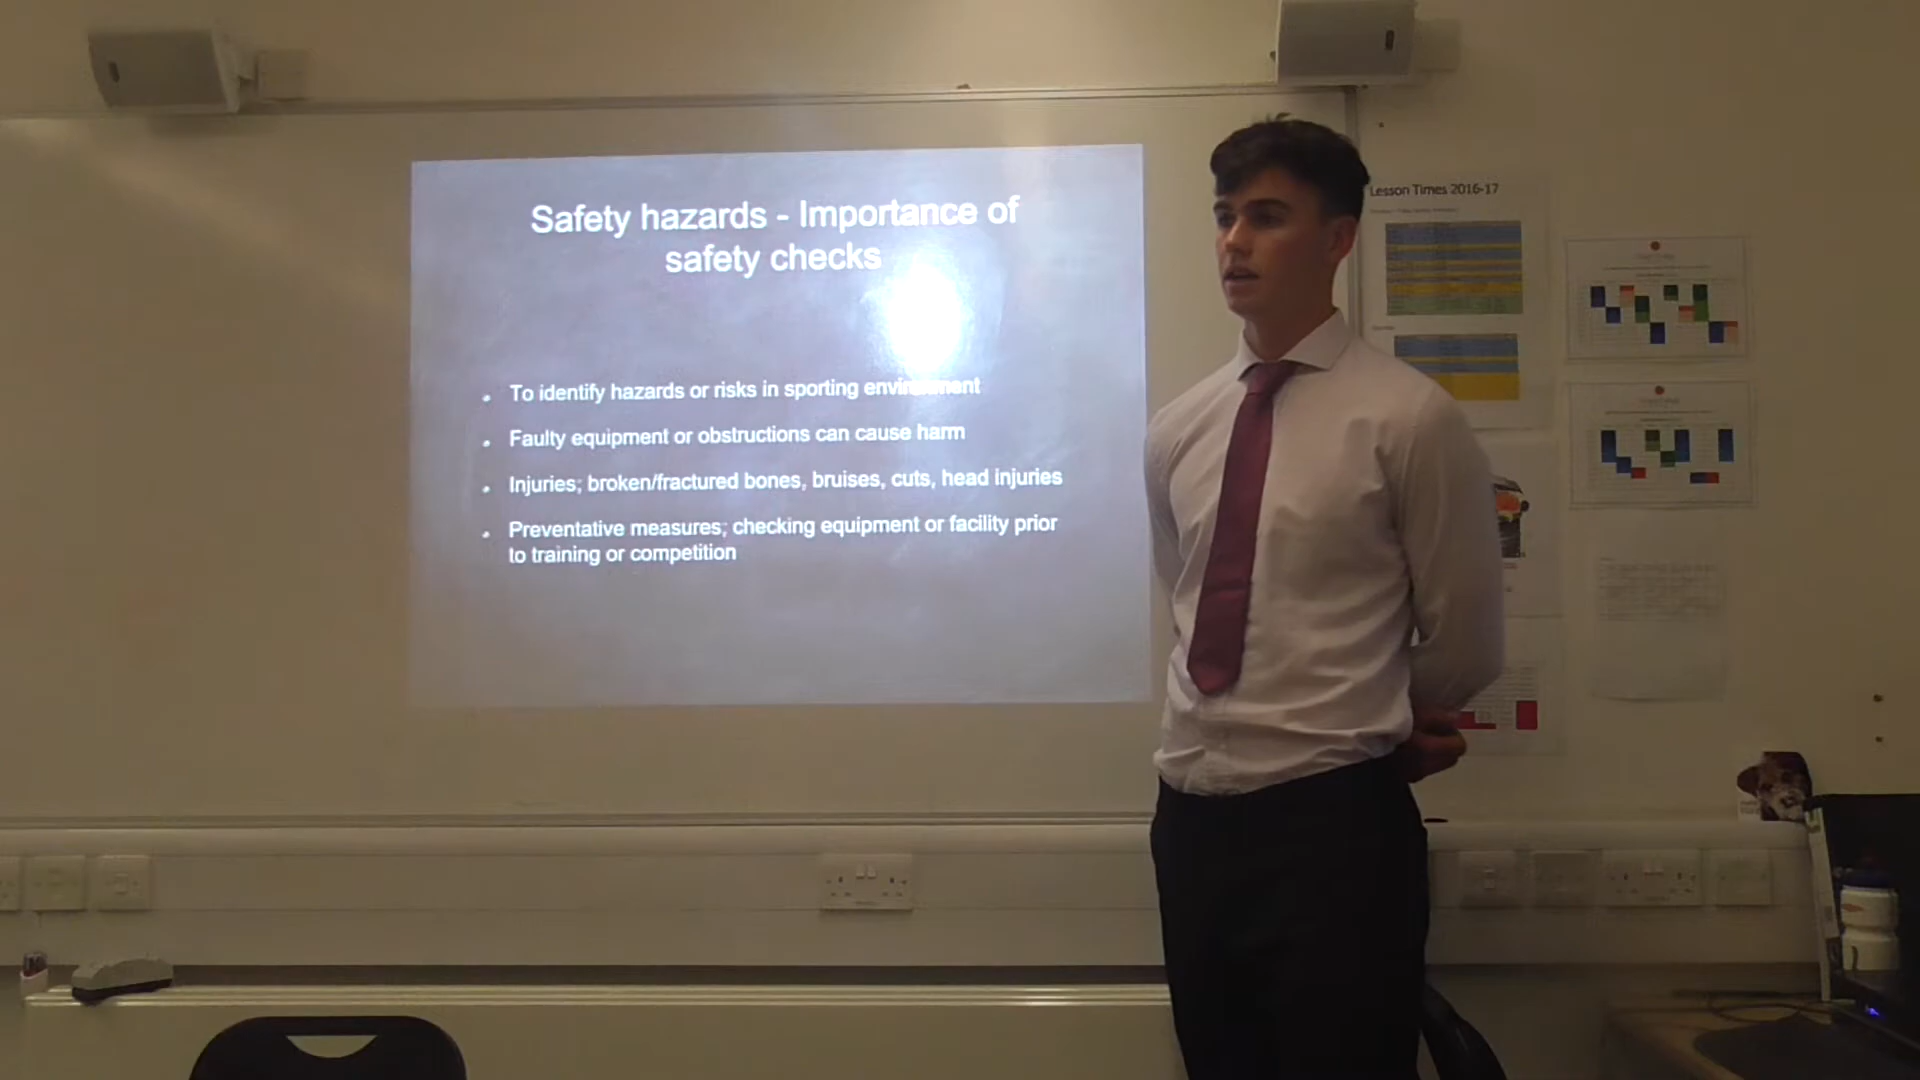 Safety hazards - Importance of
safety checks
To identify hazards or risks in sporting environment
Faulty equipment or obstructions can cause harm
Injuries; broken/fractured bones, bruises, cuts, head injuries
Preventative measures; checking equipment or facility prior
to training or competition
Lesson Times 2016-17